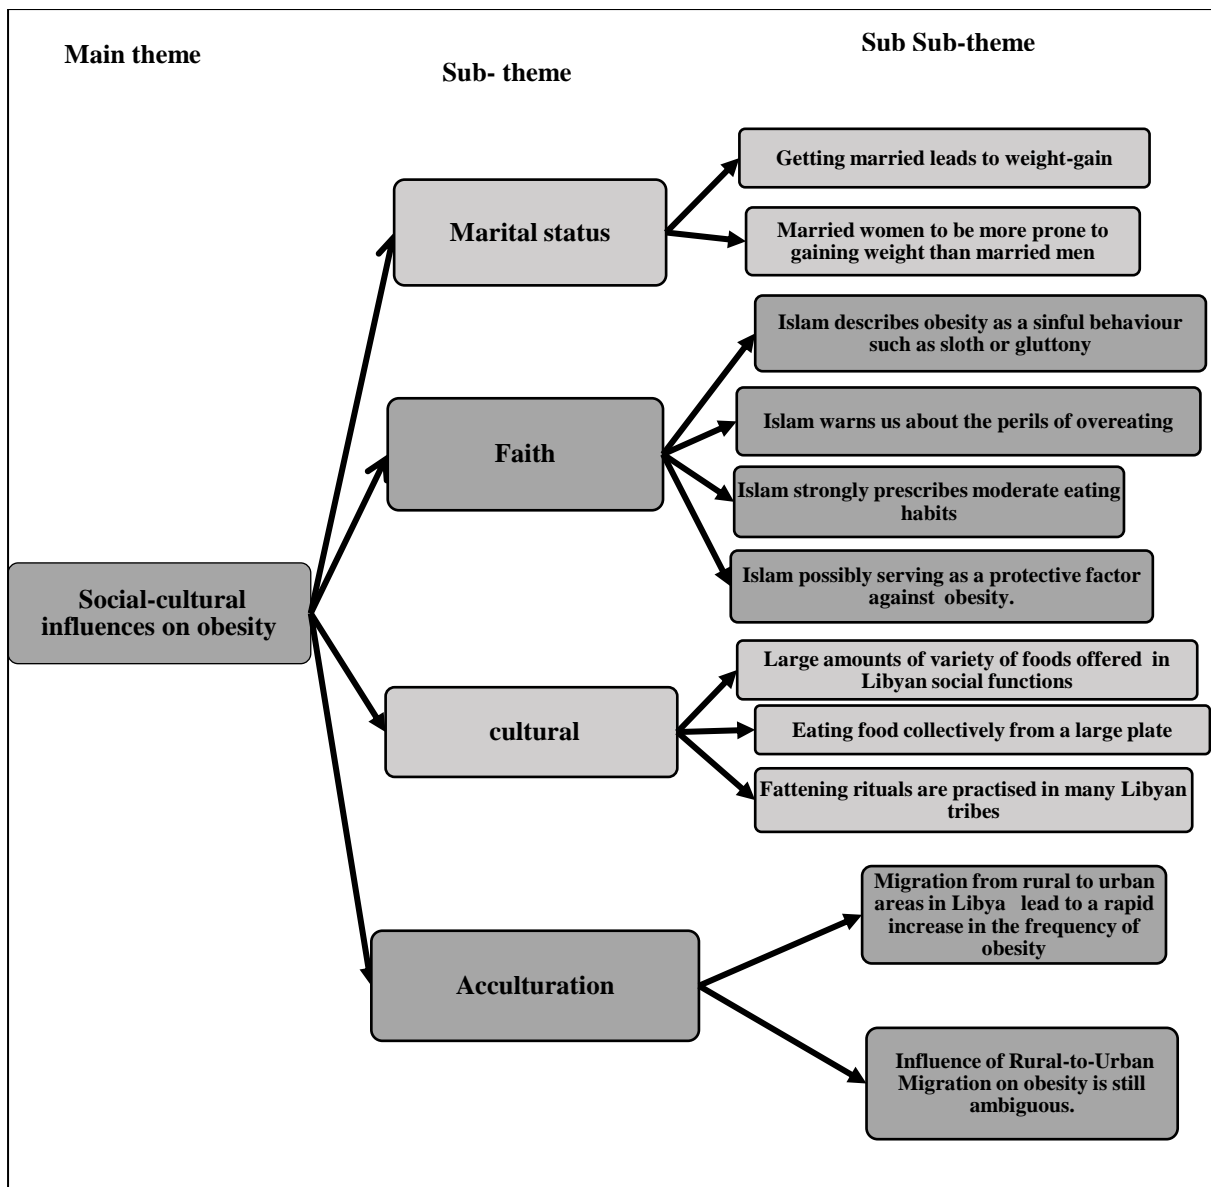 Main theme
Sub- theme
Sub Sub-theme
Social-cultural
influences on obesity
Marital status
Getting married leads to weight-gain
Married women to be more prone to
gaining weight than married men
Faith
Islam describes obesity as a sinful behaviour
such as sloth or gluttony
Islam warns us about the perils of overeating
Islam strongly prescribes moderate eating
habits
Islam possibly serving as a protective factor
against obesity.
cultural
Large amounts of variety of foods offered in
Libyan social functions
Eating food collectively from a large plate
Fattening rituals are practised in many Libyan
tribes
Acculturation
Migration from rural to urban
areas in Libya lead to a rapid
increase in the frequency of
obesity
Influence of Rural-to-Urban
Migration on obesity is still
ambiguous.